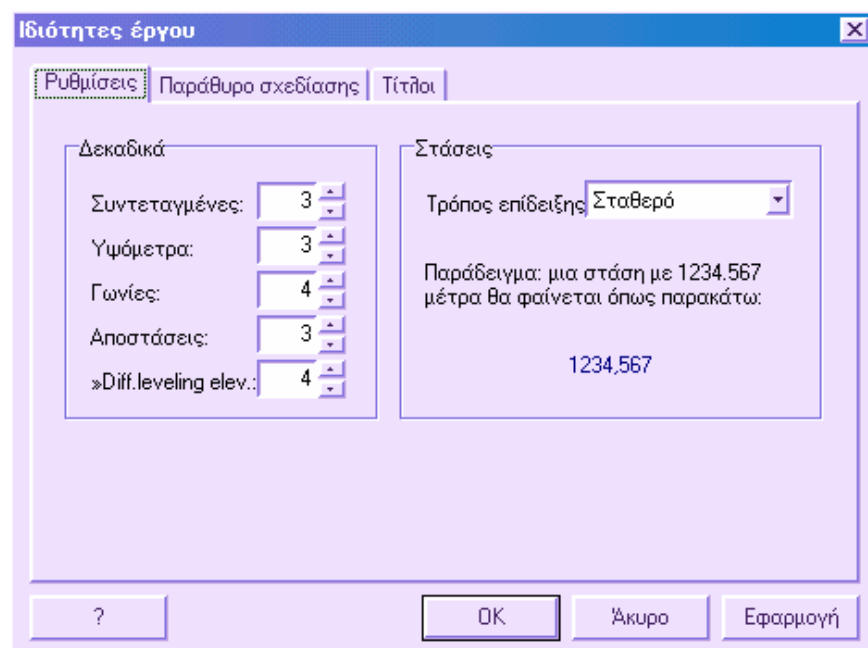 Ιδιότητες έργου
Ρυθμίσεις Παράθυρο σχεδίασης Τίτλοι
Δεκαδικά
Συντεταγμένες: 3
Υψόμετρα: 3
Γωνίες: 4
Αποστάσεις: 3
»Diff.leveling elev.: 4
Στάσεις
Τρόπος επίδειξης Σταθερό
Παράδειγμα: μια στάση με 1234.567
μέτρα θα φαίνεται όπως παρακάτω:
1234,567
? OK Άκυρο Εφαρμογή